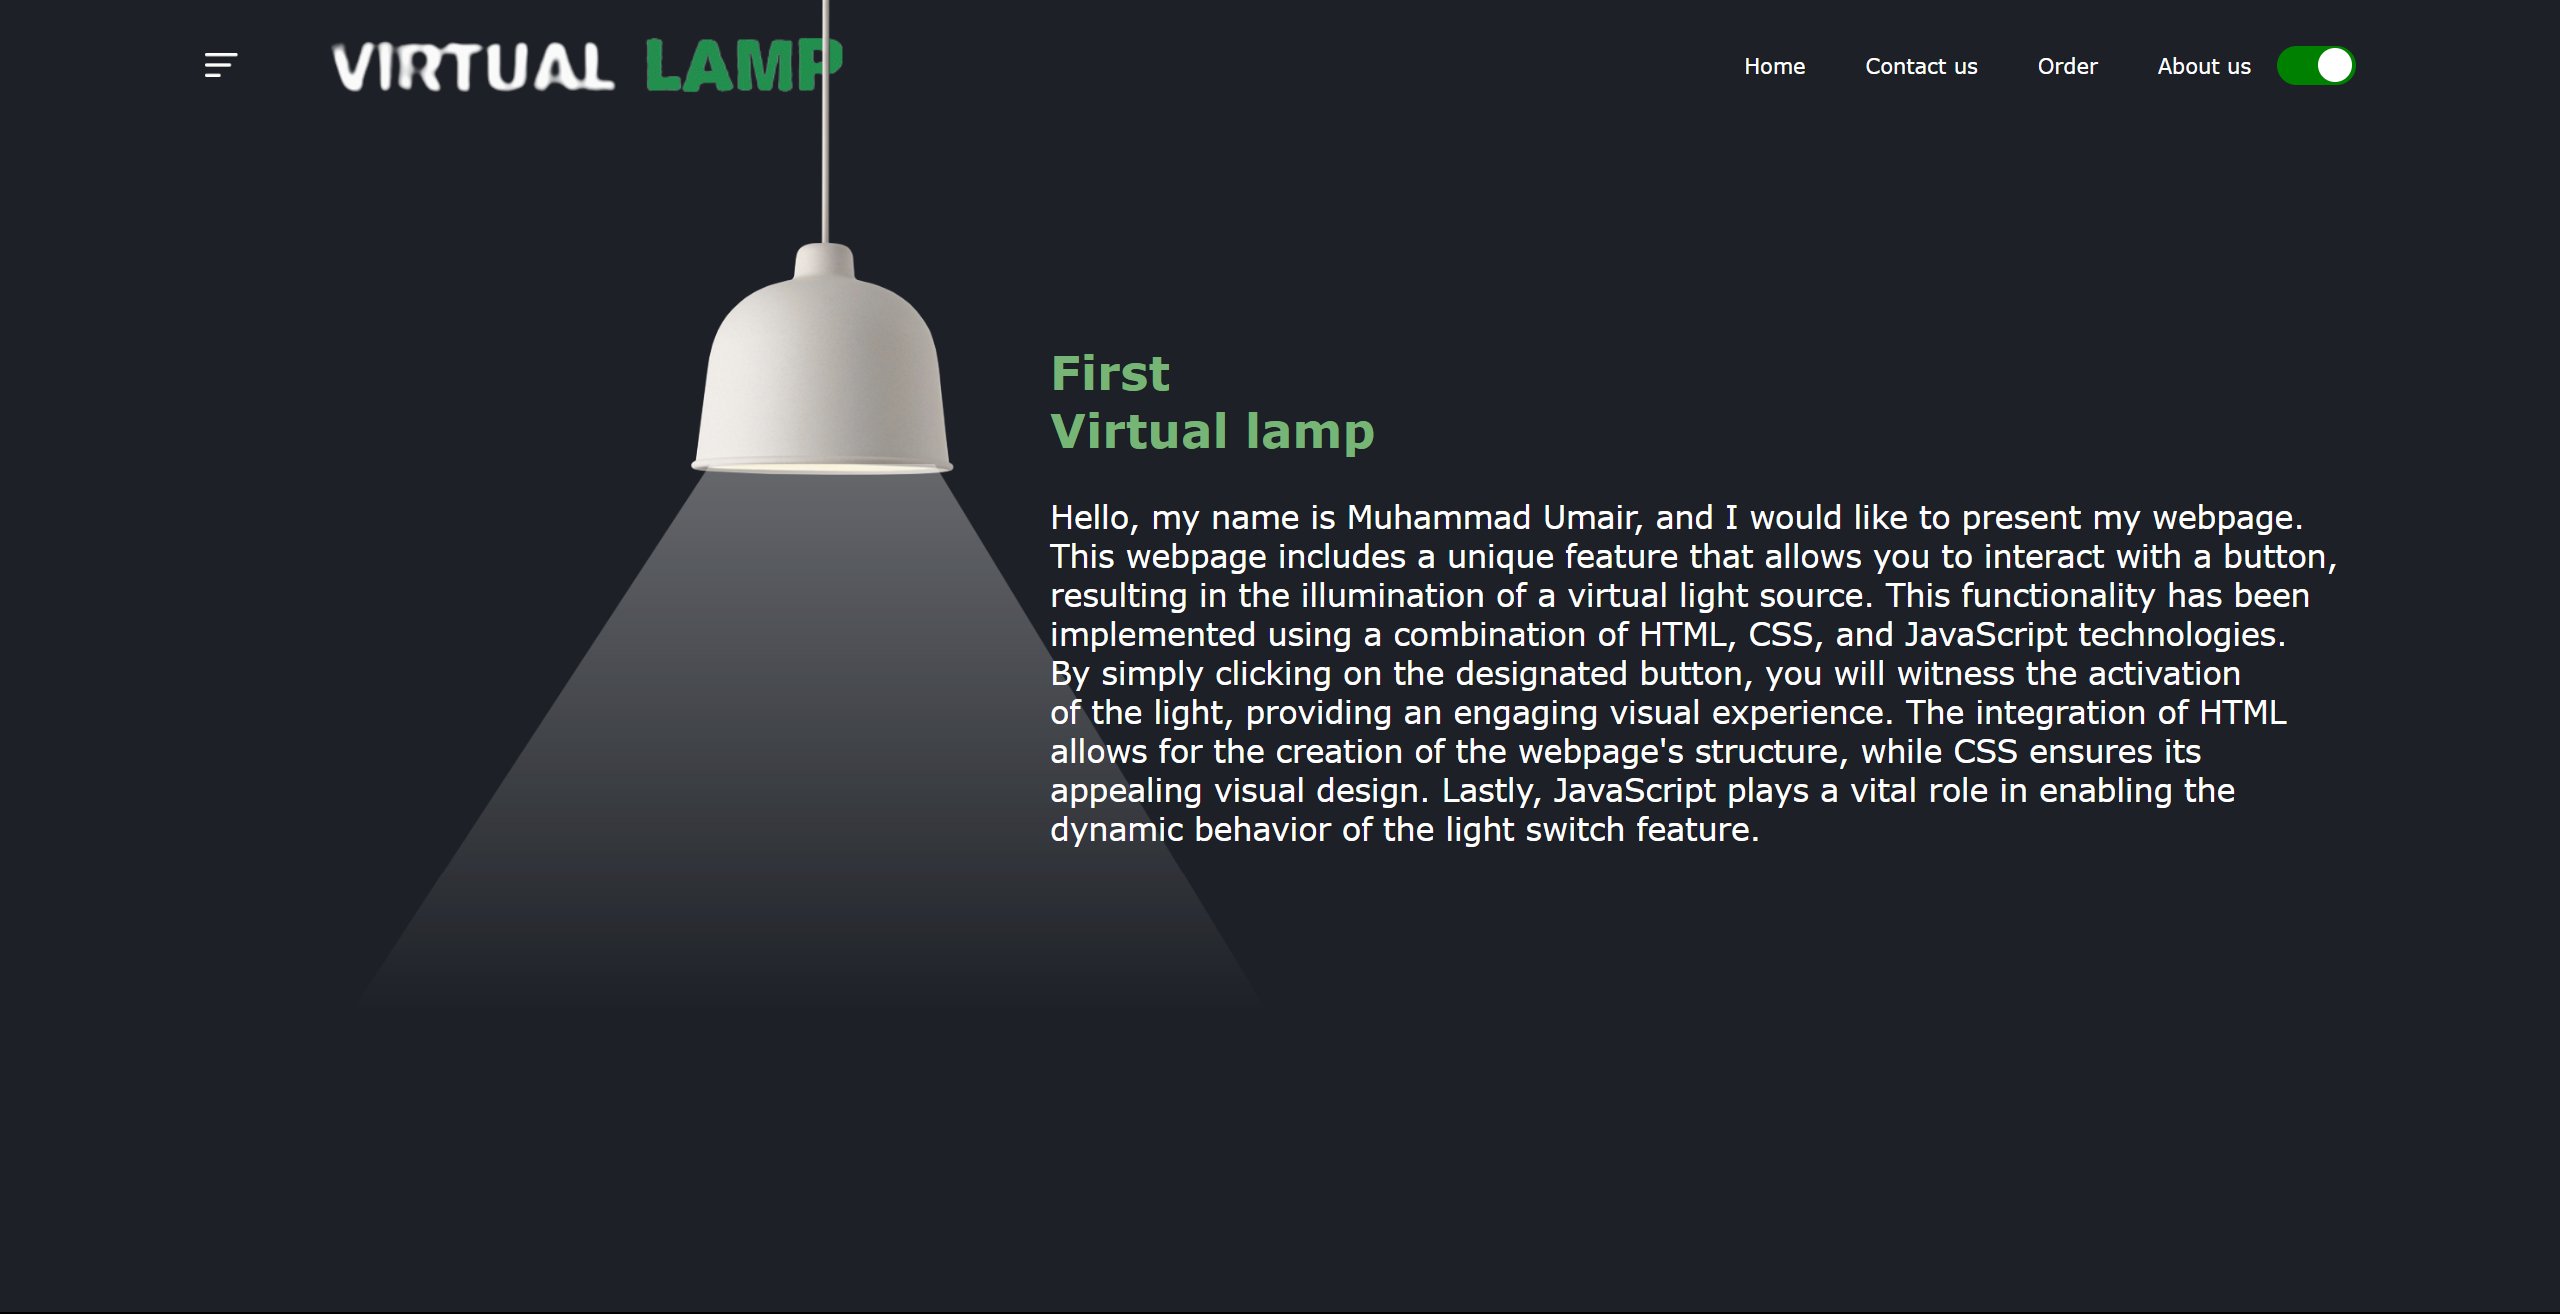 VIRTUAL LAMP
Home Contact us Order About us
First
Virtual lamp
Hello, my name is Muhammad Umair, and I would like to present my webpage.
This webpage includes a unique feature that allows you to interact with a button,
resulting in the illumination of a virtual light source. This functionality has been
implemented using a combination of HTML, CSS, and JavaScript technologies.
By simply clicking on the designated button, you will witness the activation
of the light, providing an engaging visual experience. The integration of HTML
allows for the creation of the webpage's structure, while CSS ensures its
appealing visual design. Lastly, JavaScript plays a vital role in enabling the
dynamic behavior of the light switch feature.